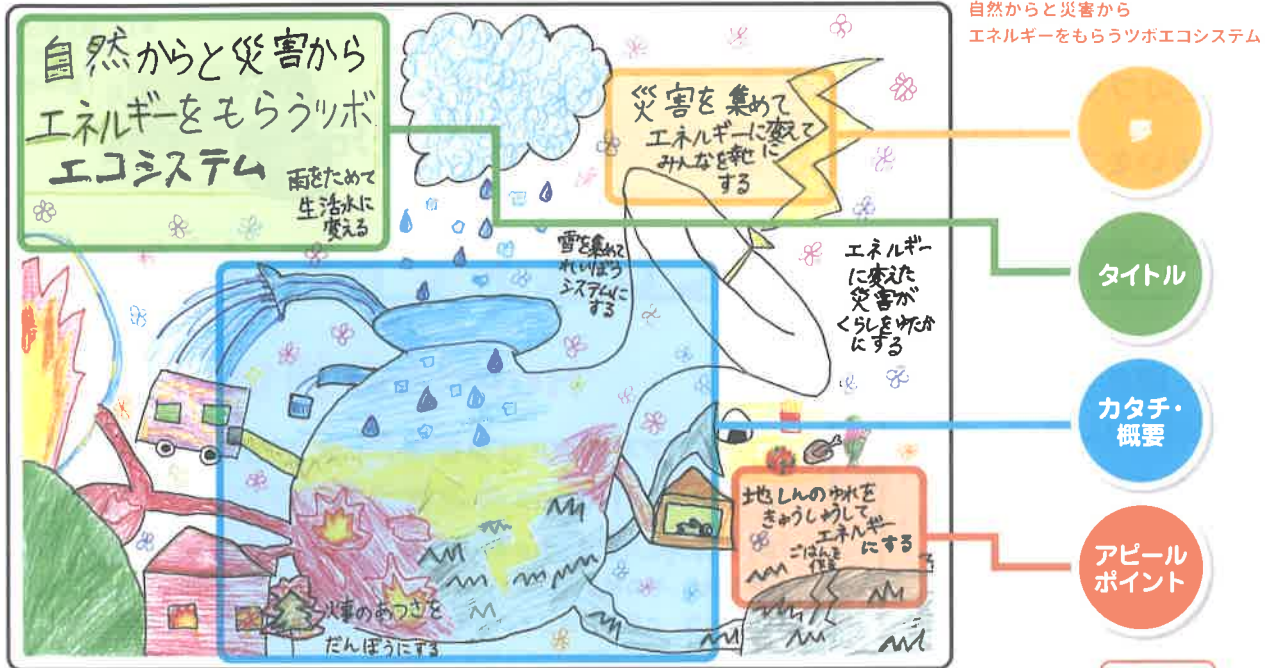 自然からと災害から
エネルギーをもらうツボエコシステム
自然からと災害から
エネルギーをもらうツボ
エコシステム
雨をためて
生活水に
変える
災害を集めて
エネルギーに変えて
みんなを幸せに
する
雪を集めて
れいぼう
システムに
する
エネルギー
に変えた
災害が
くらしをゆたか
にする
地しんのゆれを
きゅうしゅうして
エネルギー
にする
ごはんを
火事のあつさを
だんぼうにする
夢
タイトル
カタチ・
概要
アピール
ポイント